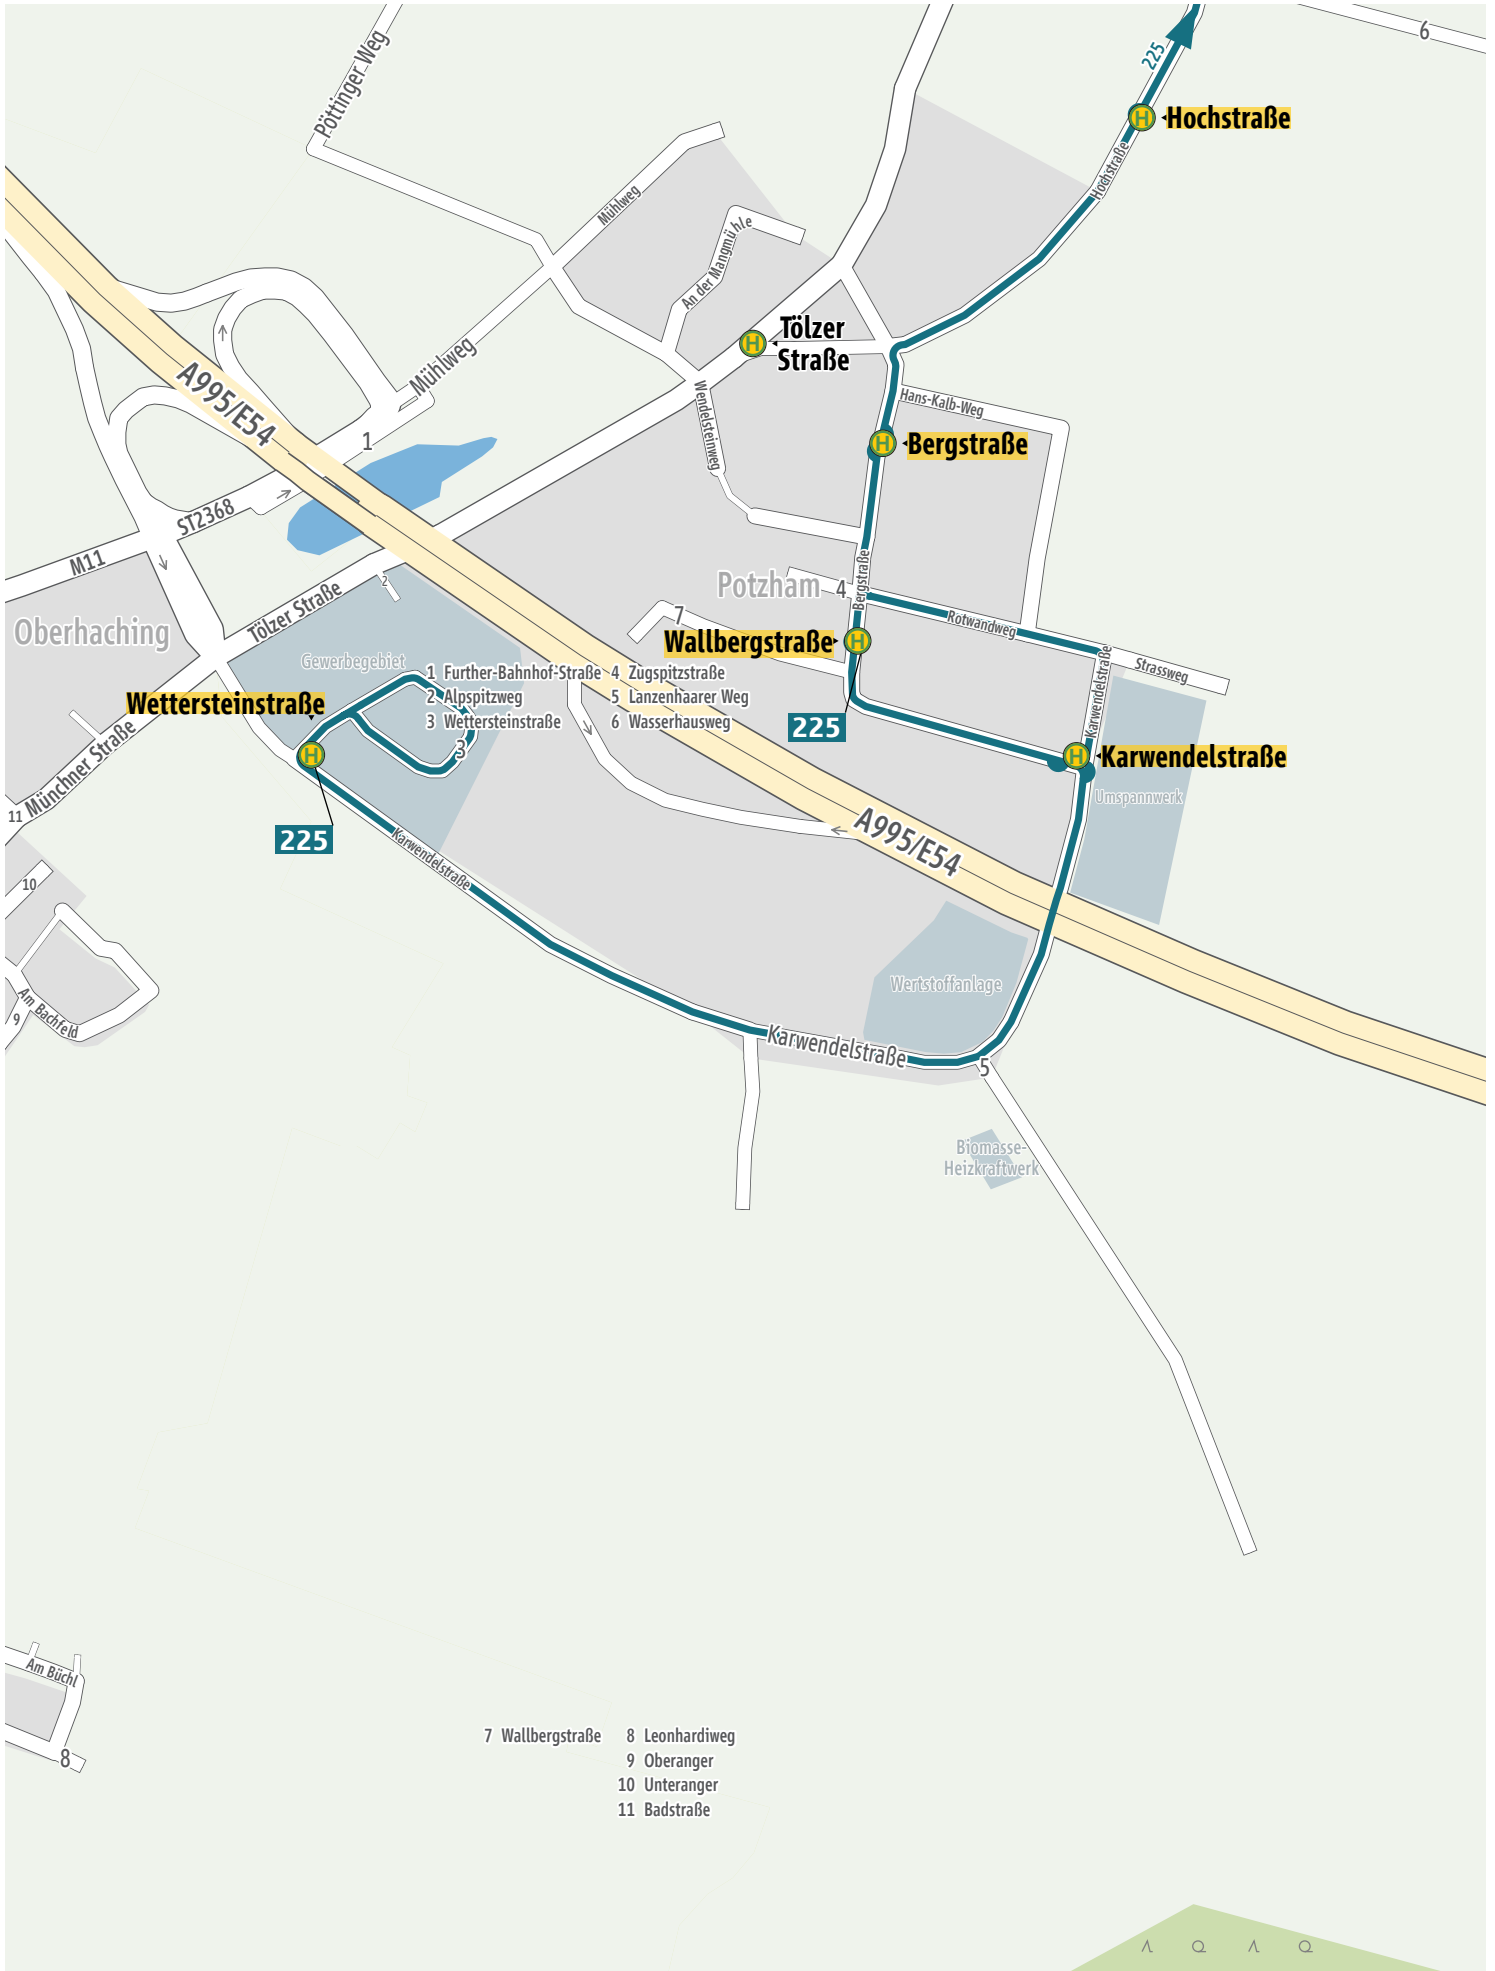 Pöttinger Weg
6
225
Hochstraße
Hochstraße
Mühlweg
An der Mangmühle
Tölzer
Straße
Mühlweg
A995/E54
Wendelsteinweg
Hans-Kalb-Weg
1
Bergstraße
ST2368
M11
2
Potzham
4
Bergstraße
Tölzer Straße
Oberhaching
7
Rotwandweg
Wallbergstraße
Gewerbegebiet
Strassweg
Karwendelstraße
1 Further-Bahnhof-Straße
2 Alpspitzweg
3 Wettersteinstraße
4 Zugspitzstraße
5 Lanzenhaarer Weg
6 Wasserhausweg
Wettersteinstraße
225
3
Karwendelstraße
Münchner Straße
Umspannwerk
11
225
A995/E54
Karwendelstraße
10
Wertstoffanlage
Am Bachfeld
9
Karwendelstraße
5
Biomasse-
Heizkraftwerk
Am Büchl
8
7 Wallbergstraße
8 Leonhardiweg
9 Oberanger
10 Unteranger
11 Badstraße